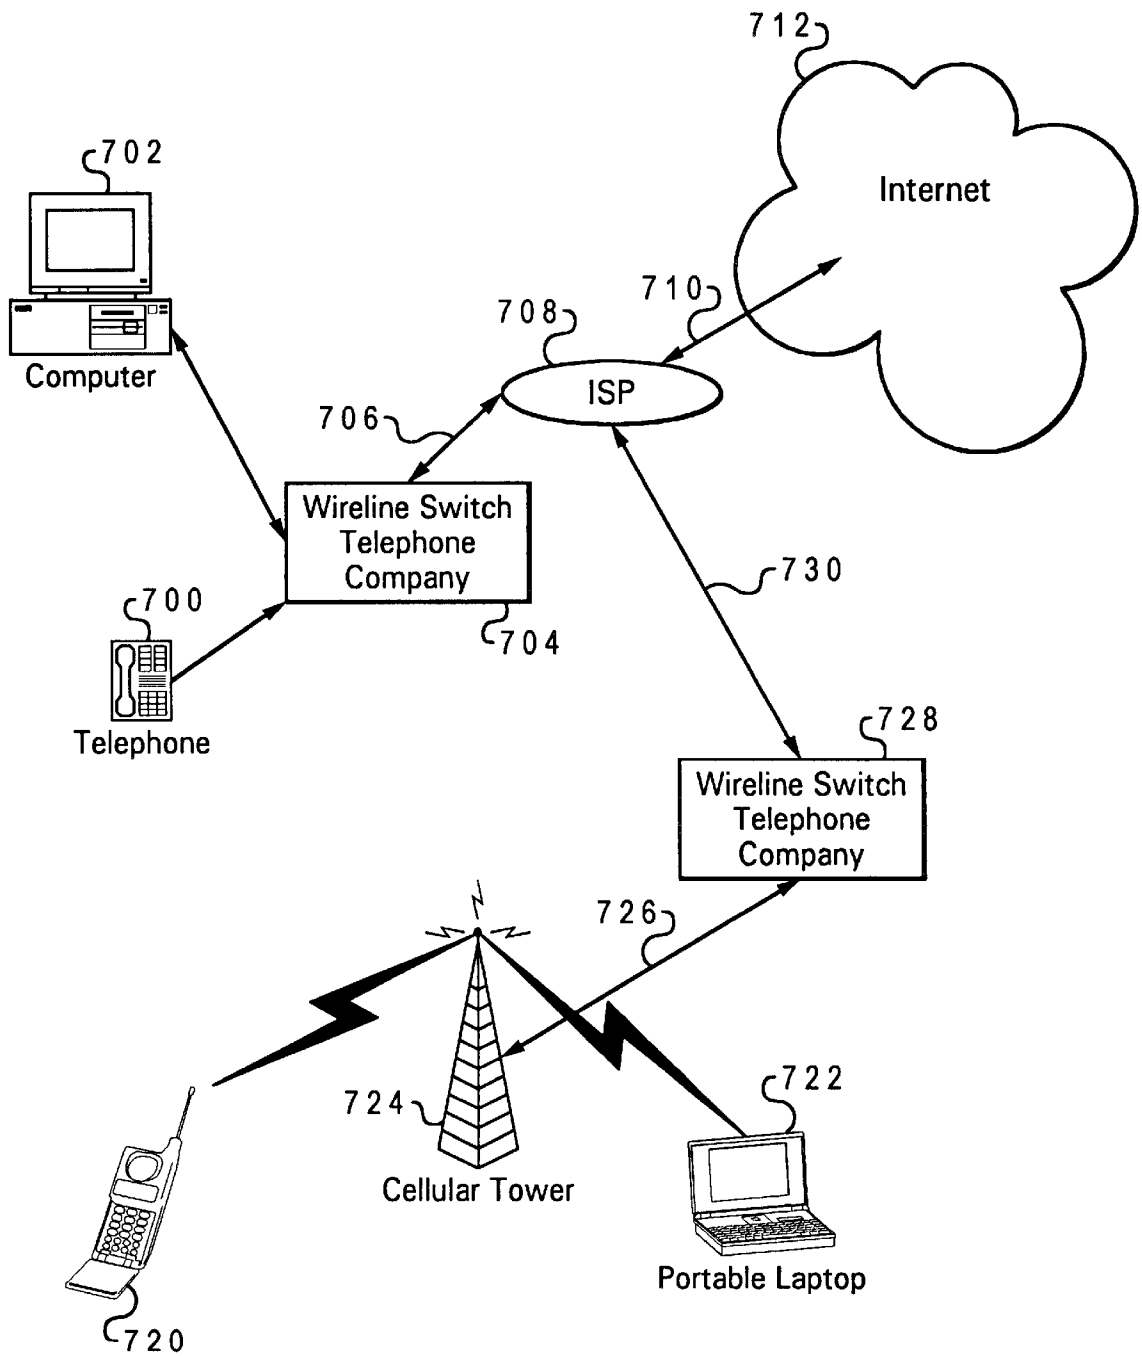 712
702
Internet
710
708
Computer
ISP
706
Wireline Switch
Telephone
Company
730
700
704
Telephone
728
Wireline Switch
Telephone
Company
726
722
724
Cellular Tower
Portable Laptop
720